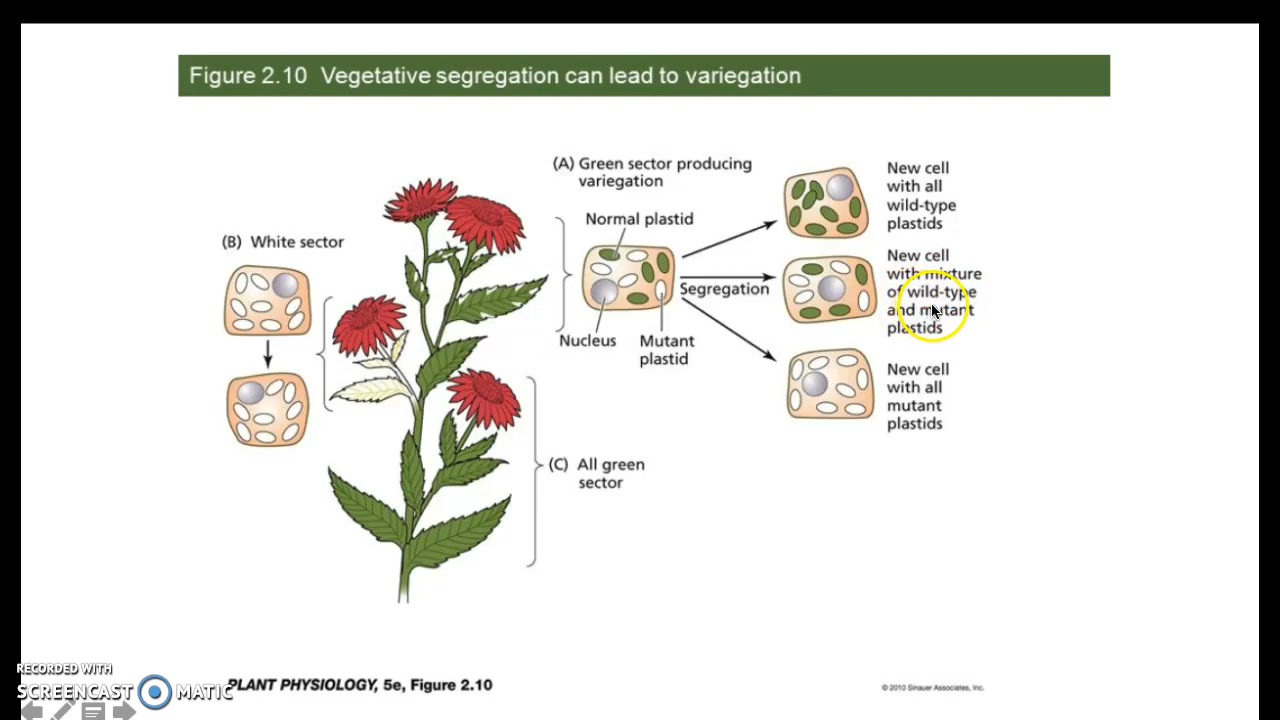 Figure 2.10 Vegetative segregation can lead to variegation
(A) Green sector producing
variegation
Normal plastid
Nucleus
Mutant
plastid
Segregation
New cell
with all
wild-type
plastids
New cell
with mixture
of wild-type
and mutant
plastids
New cell
with all
mutant
plastids
(B) White sector
(C) All green
sector
RECORDED WITH
SCREENCAST MATIC
PLANT PHYSIOLOGY, 5e, Figure 2.10
© 2010 Sinauer Associates, Inc.